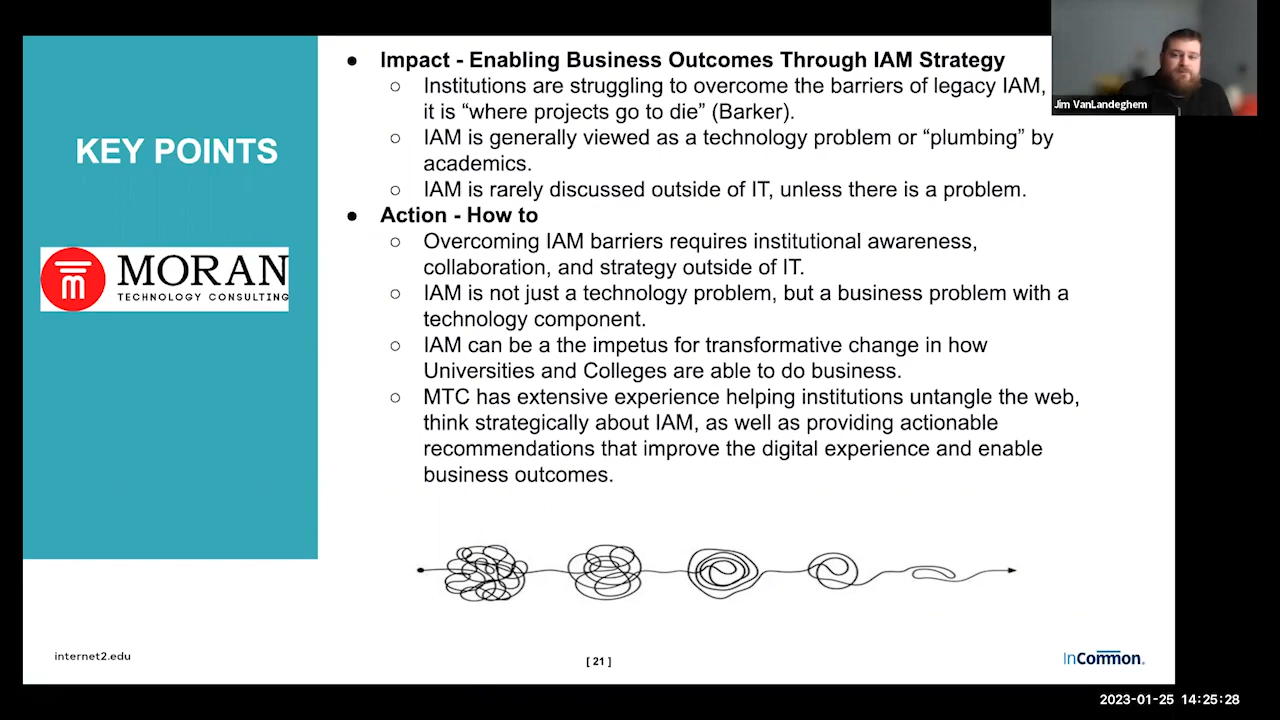 Jim VanLandeghem
KEY POINTS
MORAN
TECHNOLOGY CONSULTING
● Impact - Enabling Business Outcomes Through IAM Strategy
○ Institutions are struggling to overcome the barriers of legacy IAM,
it is “where projects go to die” (Barker).
○ IAM is generally viewed as a technology problem or “plumbing” by
academics.
○ IAM is rarely discussed outside of IT, unless there is a problem.
● Action - How to
○ Overcoming IAM barriers requires institutional awareness,
collaboration, and strategy outside of IT.
○ IAM is not just a technology problem, but a business problem with a
technology component.
○ IAM can be a the impetus for transformative change in how
Universities and Colleges are able to do business.
○ MTC has extensive experience helping institutions untangle the web,
think strategically about IAM, as well as providing actionable
recommendations that improve the digital experience and enable
business outcomes.
internet2.edu
[ 21 ]
InCommon.
2023-01-25 14:25:28